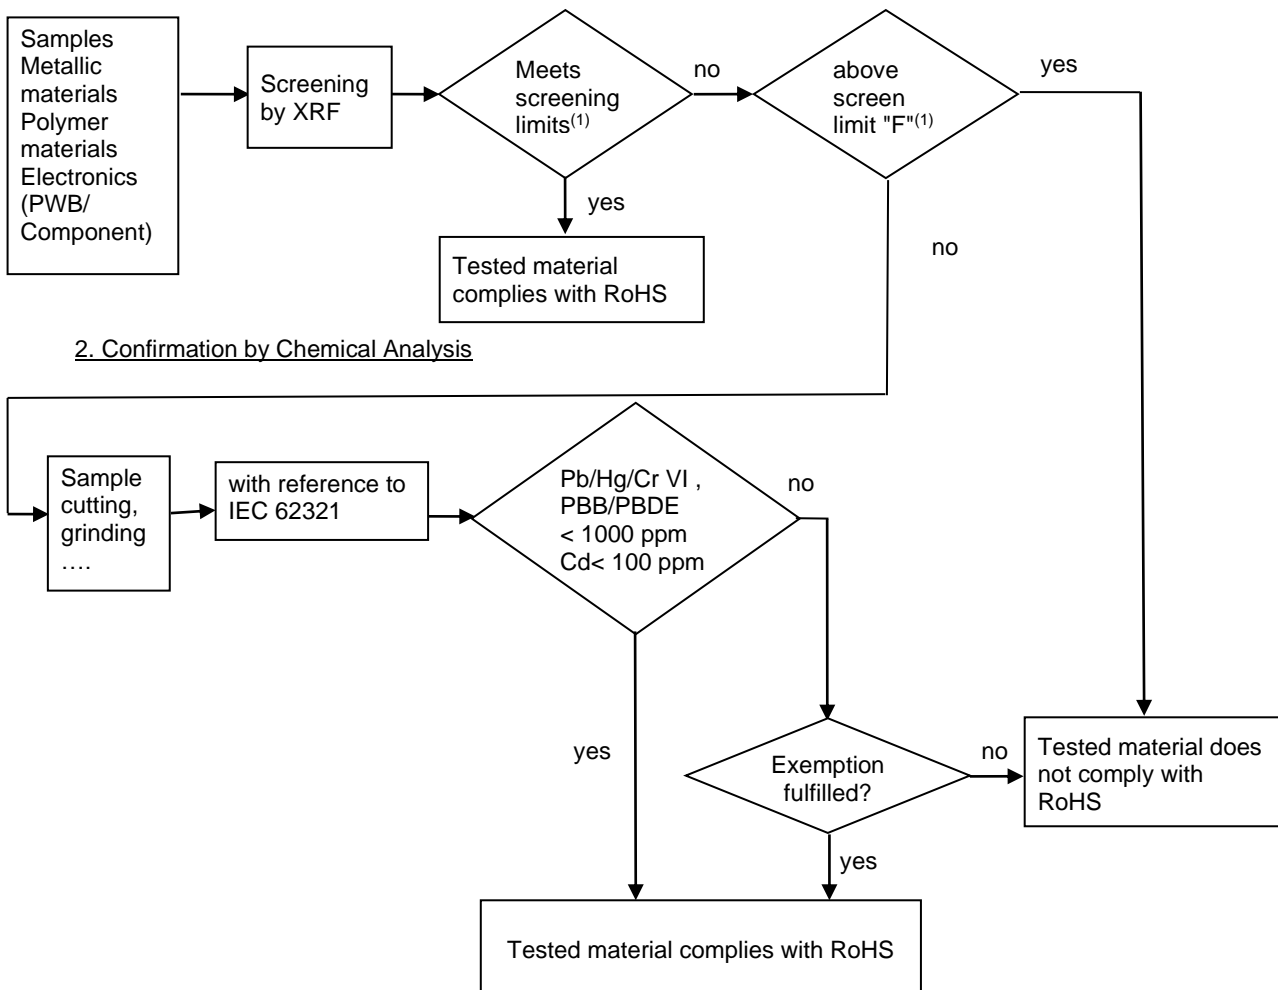 Samples
Metallic
materials
Polymer
materials
Electronics
(PWB/
Component)
Screening
by XRF
Meets
screening
limits(1)
no
above
screen
limit "F"(1)
yes
yes
no
Tested material
complies with RoHS
2. Confirmation by Chemical Analysis
Sample
cutting,
grinding
….
with reference to
IEC 62321
Pb/Hg/Cr VI ,
PBB/PBDE
< 1000 ppm
Cd< 100 ppm
no
yes
Exemption
fulfilled?
no
Tested material does
not comply with
RoHS
yes
Tested material complies with RoHS